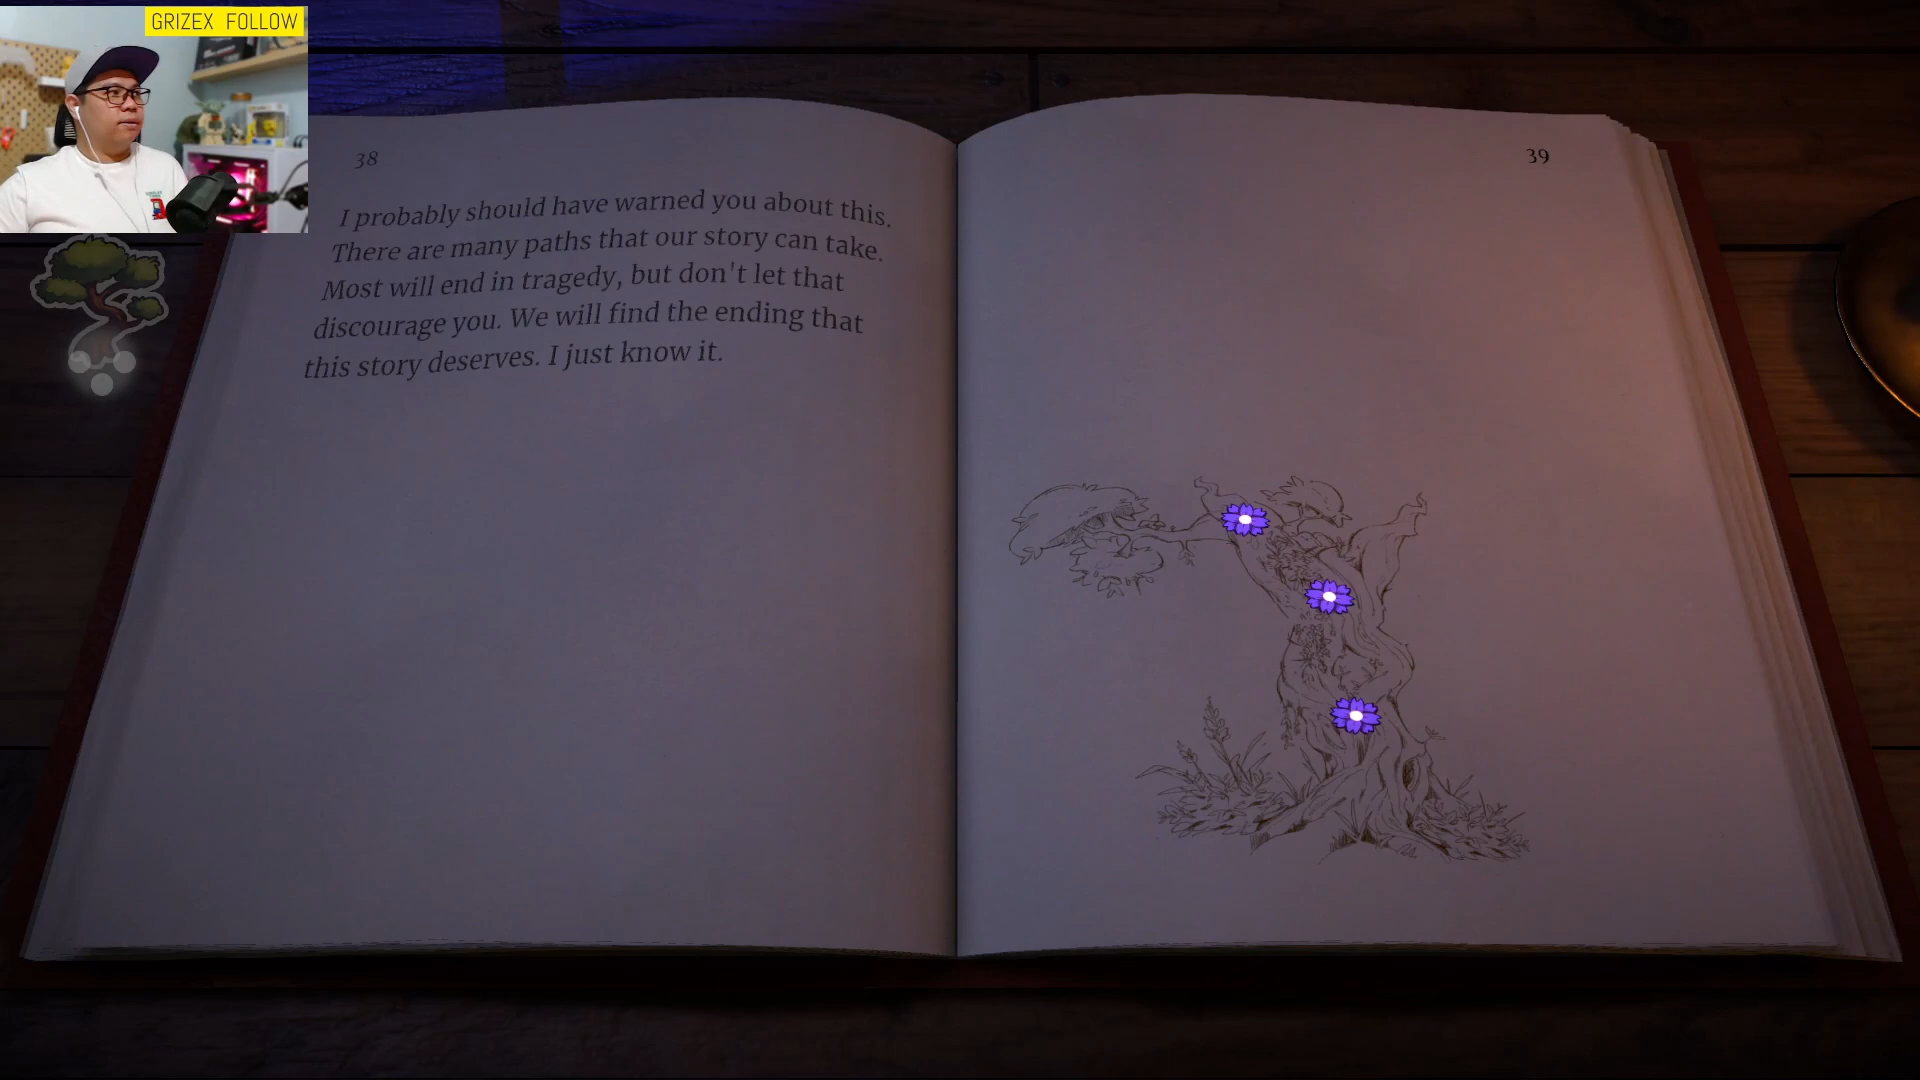 GRIZEX FOLLOW
38
39
I probably should have warned you about this.
There are many paths that our story can take.
Most will end in tragedy, but don't let that
discourage you. We will find the ending that
this story deserves. I just know it.